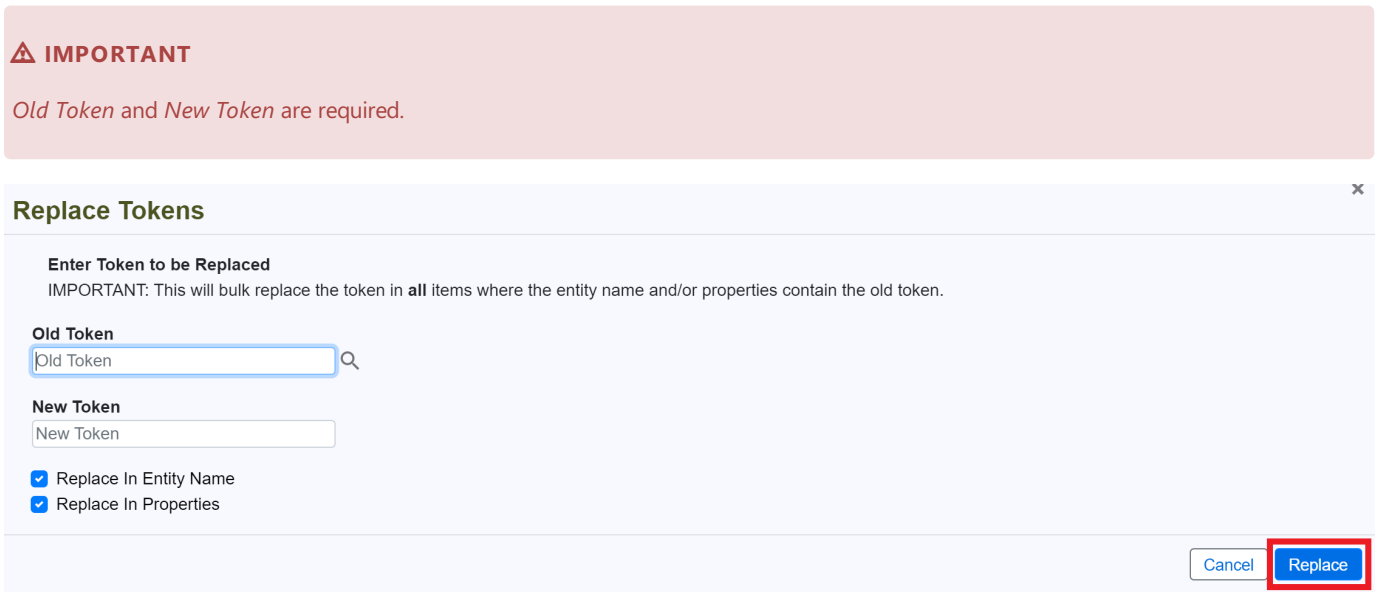 IMPORTANT
Old Token and New Token are required.
×
Replace Tokens
Enter Token to be Replaced
IMPORTANT: This will bulk replace the token in all items where the entity name and/or properties contain the old token.
Old Token
Old Token
New Token
New Token
Replace In Entity Name
Replace In Properties
Cancel
Replace